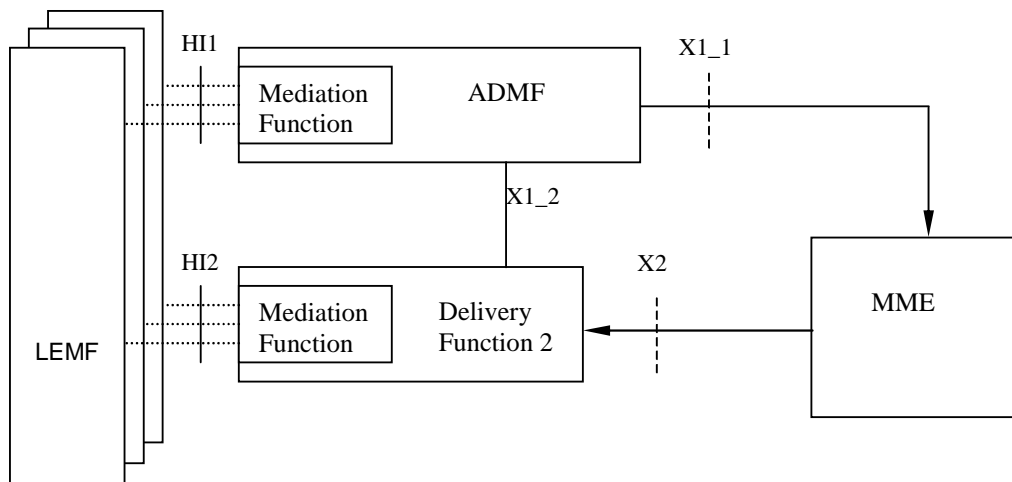 HI1
X1_1
Mediation
Function
ADMF
X1_2
HI2
X2
Mediation
Function
Delivery
Function 2
MME
LEMF